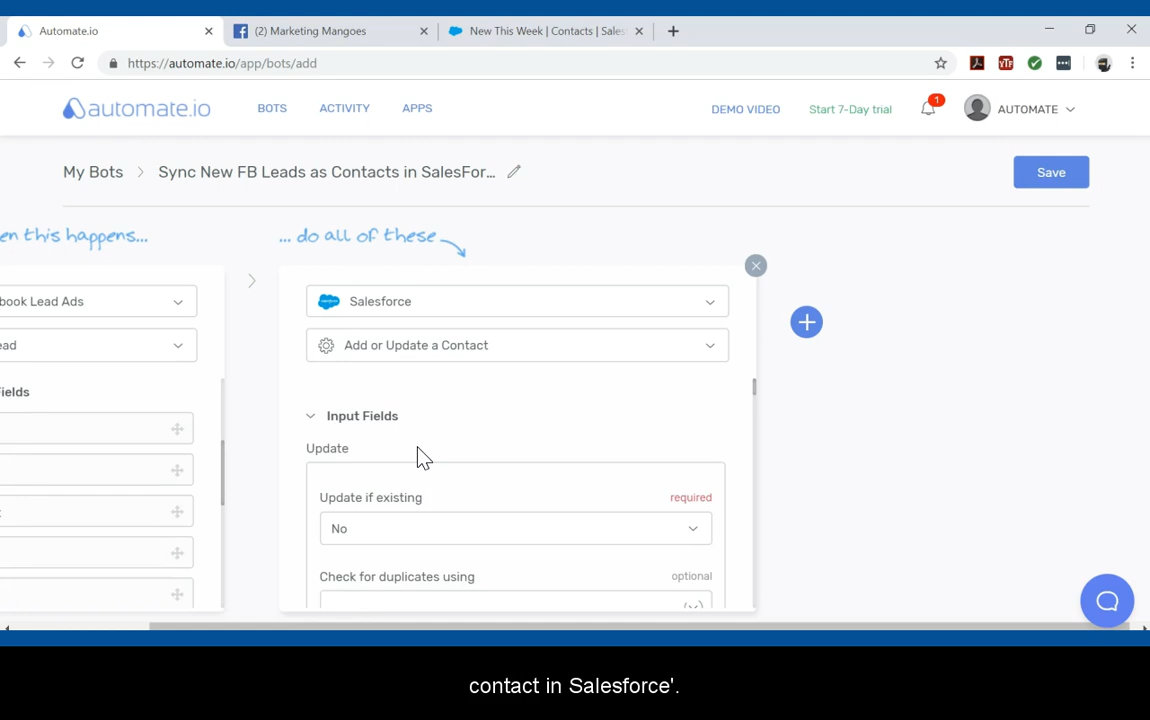 Automate.io
(2) Marketing Mangoes
New This Week | Contacts | Sales
https://automate.io/app/bots/add
automate.io
BOTS
ACTIVITY
APPS
DEMO VIDEO
Start 7-Day trial
1
AUTOMATE
My Bots
Sync New FB Leads as Contacts in SalesFor...
Save
en this happens...
... do all of these
book Lead Ads
Salesforce
ead
Add or Update a Contact
Fields
Input Fields
Update
Update if existing
required
No
Check for duplicates using
optional
contact in Salesforce'.